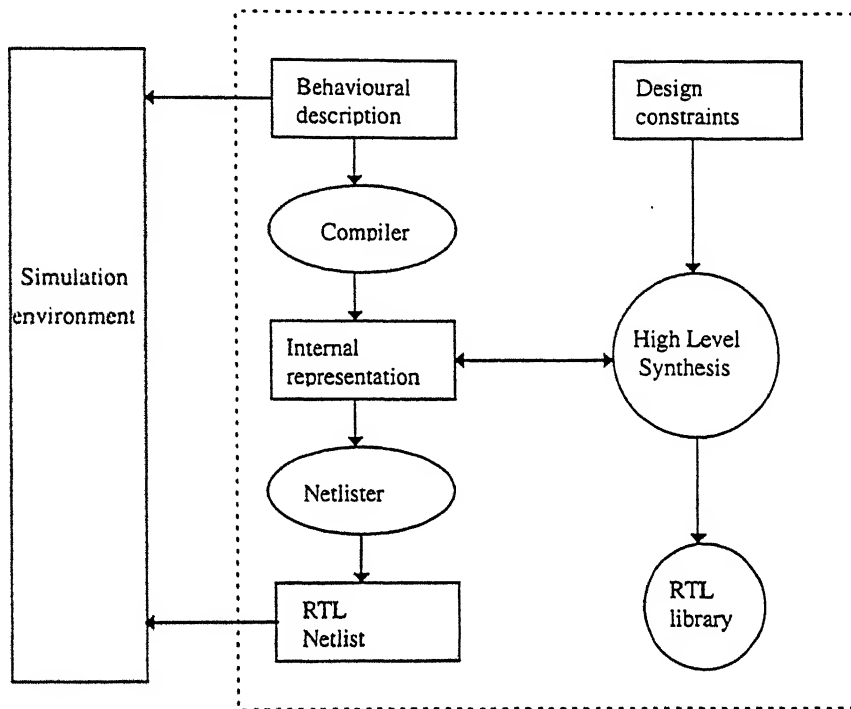 Behavioural
description
Design
constraints
Compiler
Simulation
environment
Internal
representation
High Level
Synthesis
Netlister
RTL
Netlist
RTL
library